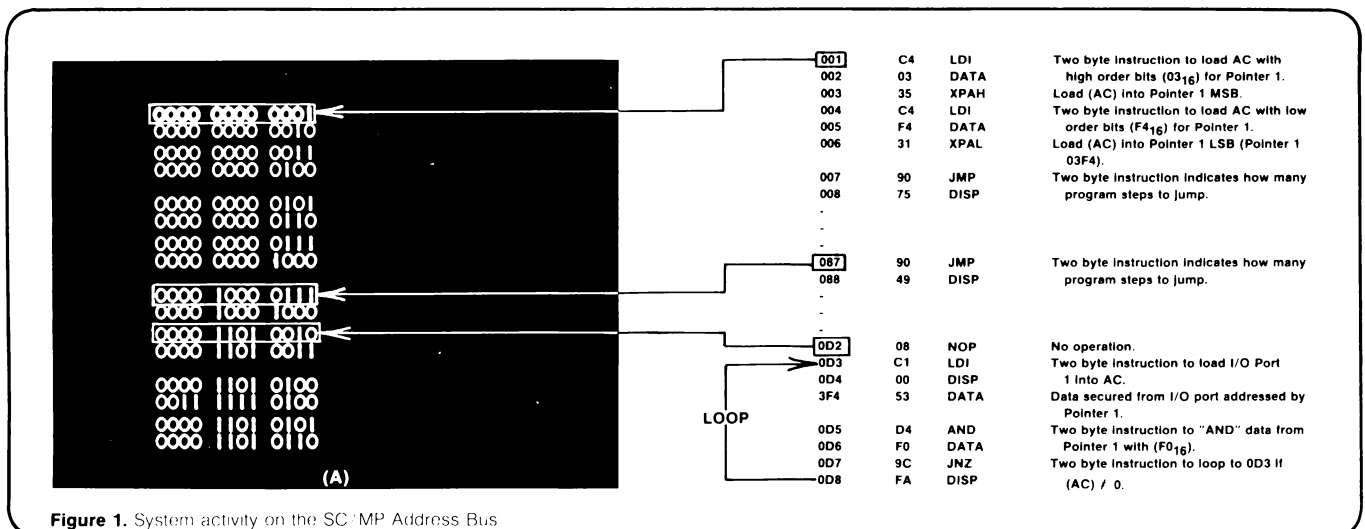 0000 0000 0001
0000 0000 0010
0000 0000 0011
0000 0000 0100
0000 0000 0101
0000 0000 0110
0000 0000 0111
0000 0000 1000
0000 1000 0111
0000 1000 1000
0000 1101 0010
0000 1101 0011
0000 1101 0100
0011 1111 0100
0000 1101 0101
0000 1101 0110
(A)
001 C4 LDI Two byte instruction to load AC with
002 03 DATA high order bits (03₁₆) for Pointer 1.
003 35 XPAH Load (AC) into Pointer 1 MSB.
004 C4 LDI Two byte instruction to load AC with low
005 F4 DATA order bits (F4₁₆) for Pointer 1.
006 31 XPAL Load (AC) into Pointer 1 LSB (Pointer 1
03F4).
007 90 JMP Two byte instruction indicates how many
008 75 DISP program steps to jump.
-
-
-
-
087 90 JMP Two byte instruction indicates how many
088 49 DISP program steps to jump.
-
-
-
0D2 08 NOP No operation.
0D3 C1 LDI Two byte instruction to load I/O Port
0D4 00 DISP 1 into AC.
3F4 53 DATA Data secured from I/O port addressed by
Pointer 1.
0D5 D4 AND Two byte instruction to "AND" data from
0D6 F0 DATA Pointer 1 with (F0₁₆).
0D7 9C JNZ Two byte instruction to loop to 0D3 if
0D8 FA DISP (AC) / 0.
LOOP
Figure 1. System activity on the SC/MP Address Bus